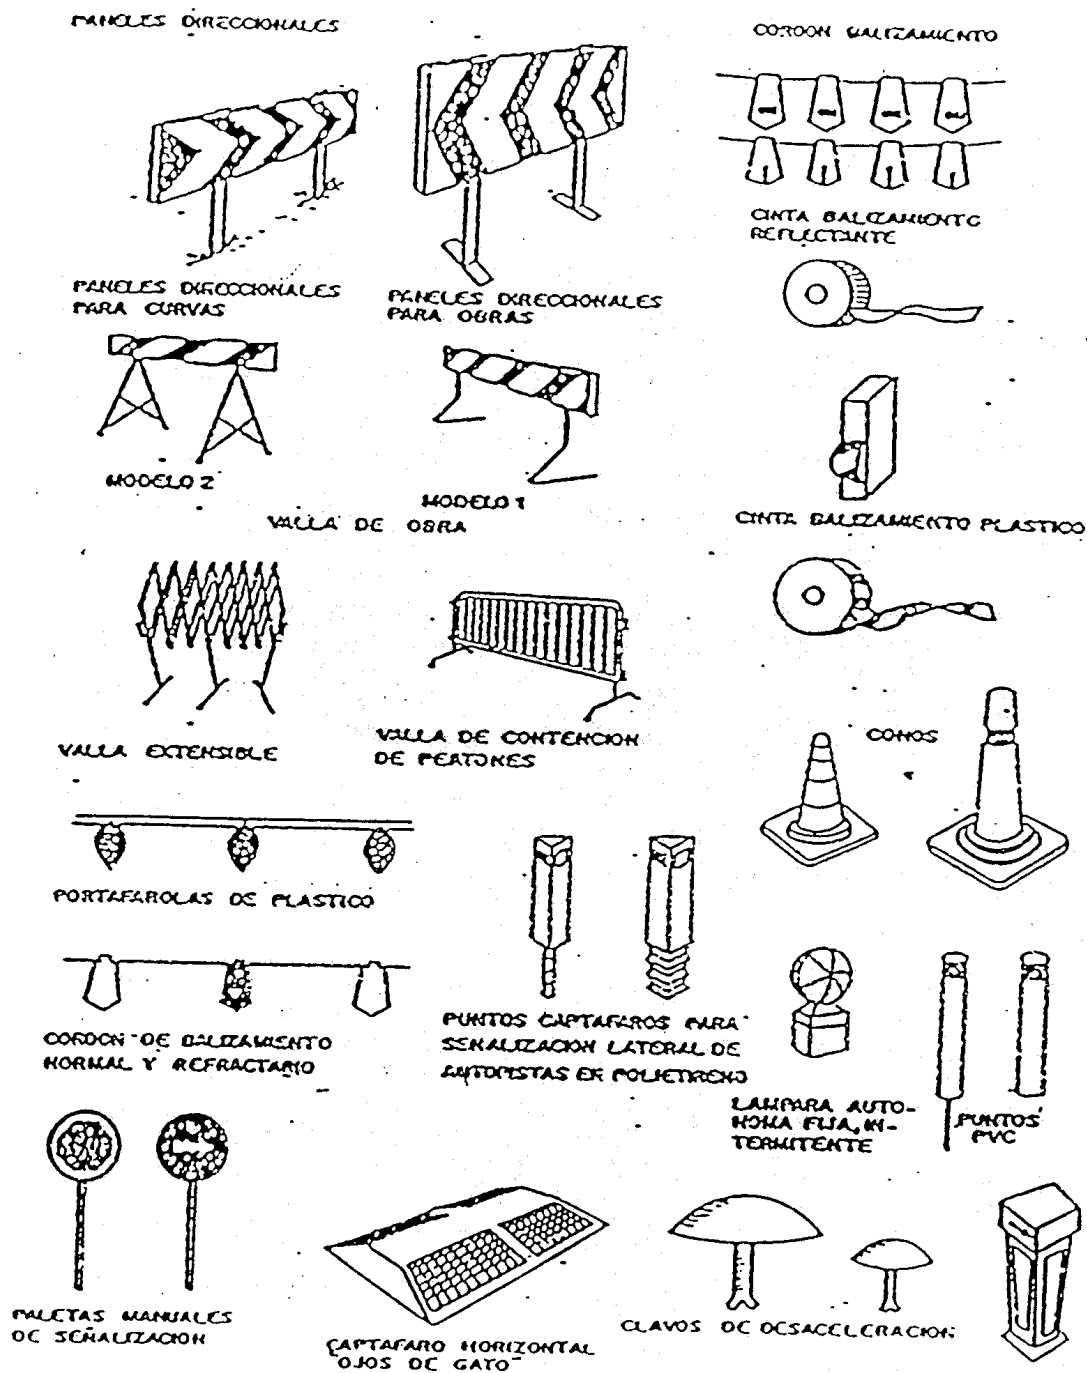 PANELES DIRECCIONALES
CORDON BALIZAMIENTO
CINTA BALIZAMIENTO
REFLECTANTE
PANELES DIRECCIONALES
PARA CURVAS
PANELES DIRECCIONALES
PARA OBRAS
MODELO 2
MODELO 1
VALLA DE OBRA
CINTA BALIZAMIENTO PLASTICO
VALLA EXTENSIBLE
VALLA DE CONTENCION
DE PEATONES
CONOS
PORTAFAROLAS DE PLASTICO
CORDON DE BALIZAMIENTO
NORMAL Y REFRACTARIO
PUNTOS CAPTAFAROS PARA
SEÑALIZACION LATERAL DE
AUTOPISTAS EN POLIETIRENO
LAMPARA AUTO-
NOMA FIJA, IN-
TERMITENTE
PUNTOS
PVC
PALETAS MANUALES
DE SEÑALIZACION
CAPTAFARO HORIZONTAL
"OJOS DE GATO"
CLAVOS DE DESACELERACION